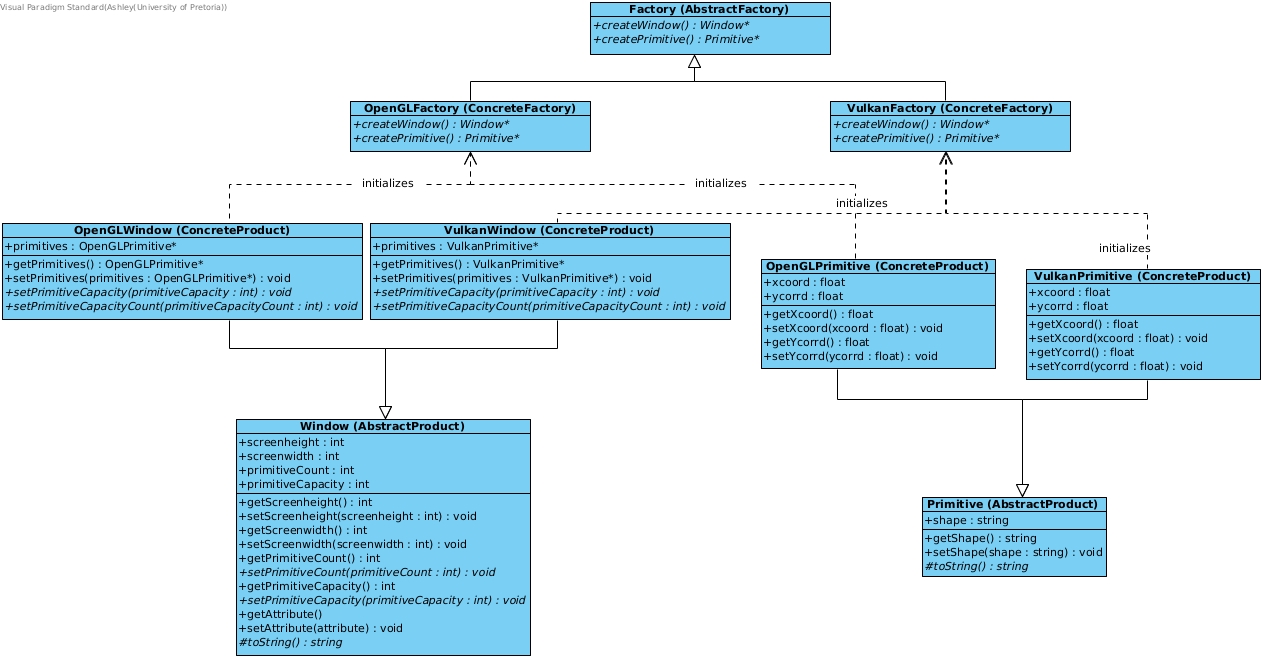 Visual Paradigm Standard(Ashley(University of Pretoria))
Factory (AbstractFactory)
+createWindow() : Window*
+createPrimitive() : Primitive*
OpenGLFactory (ConcreteFactory)
+createWindow() : Window*
+createPrimitive() : Primitive*
VulkanFactory (ConcreteFactory)
+createWindow() : Window*
+createPrimitive() : Primitive*
initializes
initializes
initializes
initializes
OpenGLWindow (ConcreteProduct)
+primitives : OpenGLPrimitive*
+getPrimitives() : OpenGLPrimitive*
+setPrimitives(primitives : OpenGLPrimitive*) : void
+setPrimitiveCapacity(primitiveCapacity : int) : void
+setPrimitiveCapacityCount(primitiveCapacityCount : int) : void
VulkanWindow (ConcreteProduct)
+primitives : VulkanPrimitive*
+getPrimitives() : VulkanPrimitive*
+setPrimitives(primitives : VulkanPrimitive*) : void
+setPrimitiveCapacity(primitiveCapacity : int) : void
+setPrimitiveCapacityCount(primitiveCapacityCount : int) : void
OpenGLPrimitive (ConcreteProduct)
+xcoord : float
+ycorrd : float
+getXcoord() : float
+setXcoord(xcoord : float) : void
+getYcorrd() : float
+setYcorrd(ycorrd : float) : void
VulkanPrimitive (ConcreteProduct)
+xcoord : float
+ycorrd : float
+getXcoord() : float
+setXcoord(xcoord : float) : void
+getYcorrd() : float
+setYcorrd(ycorrd : float) : void
Window (AbstractProduct)
+screenheight : int
+screenwidth : int
+primitiveCount : int
+primitiveCapacity : int
+getScreenheight() : int
+setScreenheight(screenheight : int) : void
+getScreenwidth() : int
+setScreenwidth(screenwidth : int) : void
+getPrimitiveCount() : int
+setPrimitiveCount(primitiveCount : int) : void
+getPrimitiveCapacity() : int
+setPrimitiveCapacity(primitiveCapacity : int) : void
+getAttribute()
+setAttribute(attribute) : void
#toString() : string
Primitive (AbstractProduct)
+shape : string
+getShape() : string
+setShape(shape : string) : void
#toString() : string